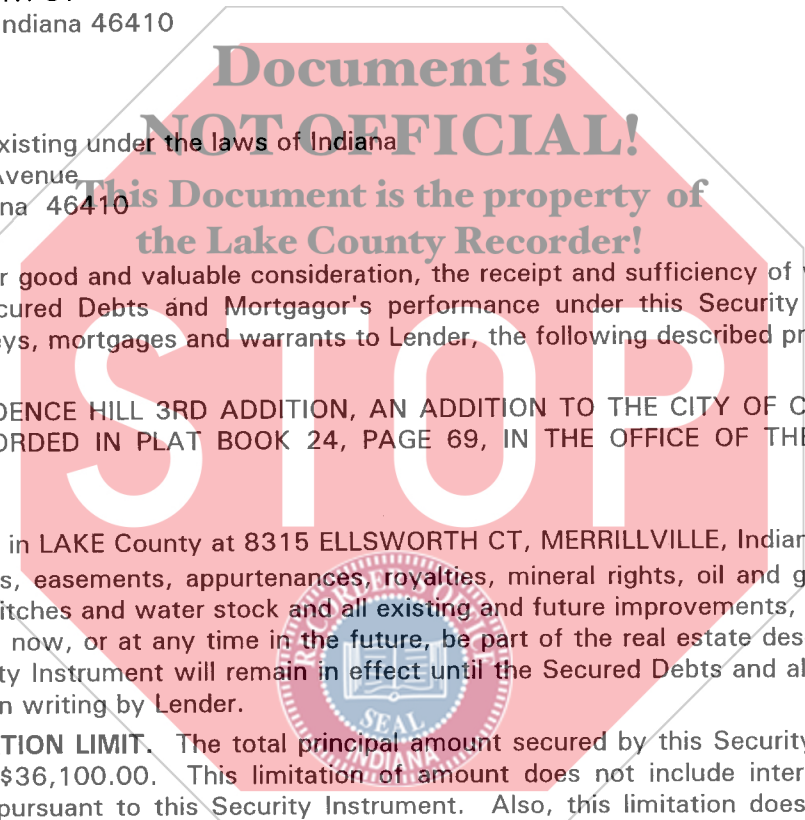 Indiana 46410
Document is
NOT OFFICIAL!
existing under the laws of Indiana
Avenue
This Document is the property of
na 46410
the Lake County Recorder!
r good and valuable consideration, the receipt and sufficiency of
cured Debts and Mortgagor's performance under this Security
eys, mortgages and warrants to Lender, the following described pr
DENCE HILL 3RD ADDITION, AN ADDITION TO THE CITY OF C
ORDED IN PLAT BOOK 24, PAGE 69, IN THE OFFICE OF THE
STOP
in LAKE County at 8315 ELLSWORTH CT, MERRILLVILLE, Indian
s, easements, appurtenances, royalties, mineral rights, oil and g
itches and water stock and all existing and future improvements,
now, or at any time in the future, be part of the real estate des
ty Instrument will remain in effect until the Secured Debts and al
n writing by Lender.
SEAL
INDIANA
TION LIMIT. The total principal amount secured by this Security
$36,100.00. This limitation of amount does not include inter
pursuant to this Security Instrument. Also, this limitation does